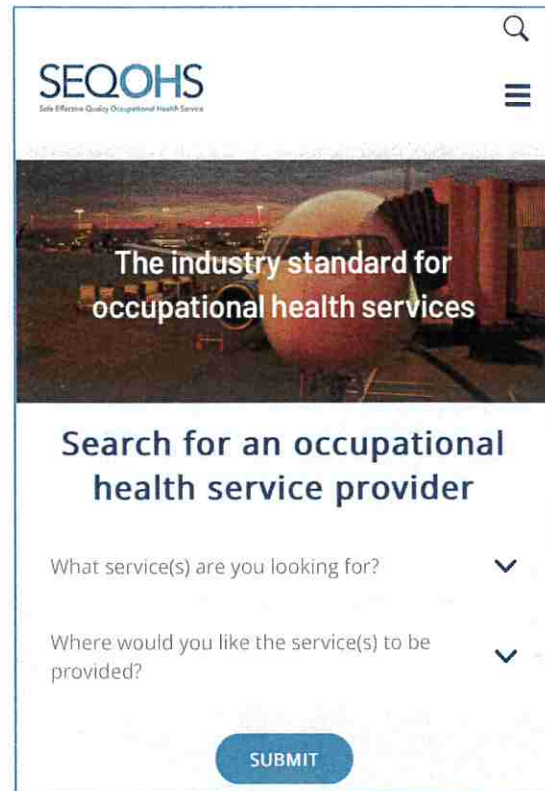 SEQOHS
Safe Effective Quality Occupational Health Service
The industry standard for
occupational health services
Search for an occupational
health service provider
What service(s) are you looking for?
Where would you like the service(s) to be
provided?
SUBMIT